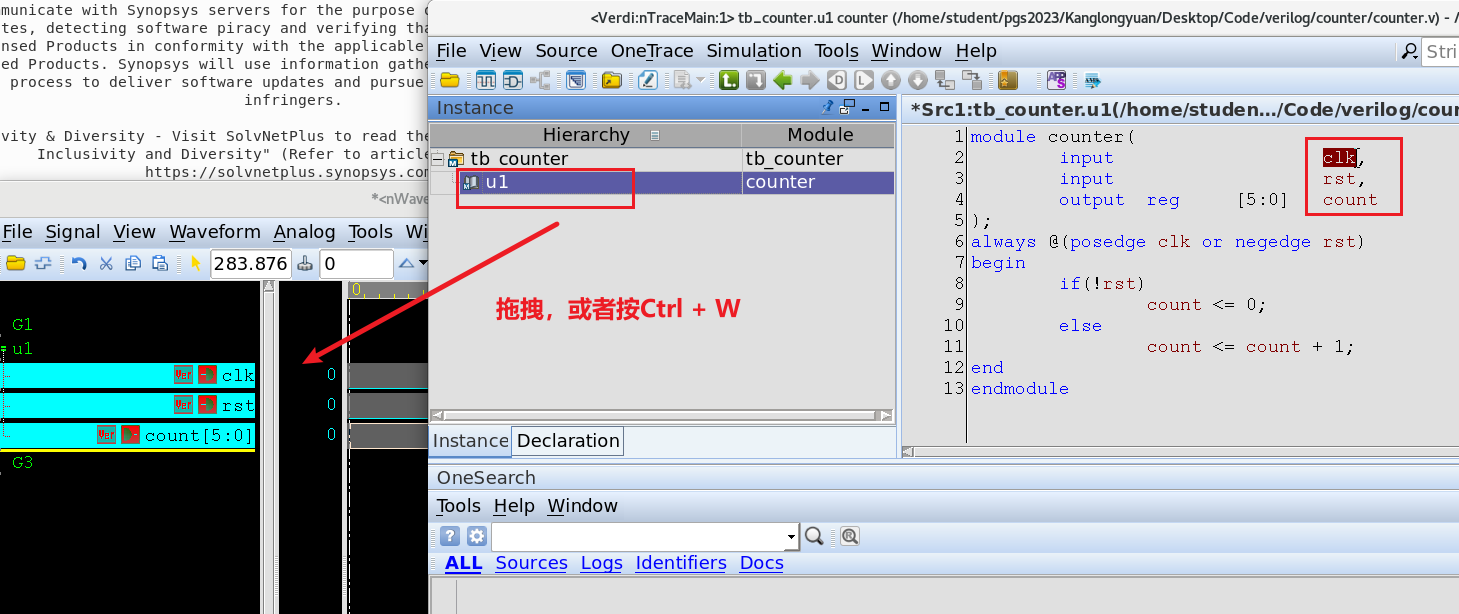 municate with Synopsys servers for the purpose
tes, detecting software piracy and verifying tha
nsed Products in conformity with the applicable
ed Products. Synopsys will use information gathe
process to deliver software updates and pursue
infringers.
vity & Diversity - Visit SolvNetPlus to read the
Inclusivity and Diversity" (Refer to article
https://solvnetplus.synopsys.com
*<nWave
File Signal View Waveform Analog Tools Wi
283.876 0
0
G1
u1
clk 0
rst 0
count[5:0] 0
G3
<Verdi:nTraceMain:1> tb_counter.u1 counter (/home/student/pgs2023/Kanglongyuan/Desktop/Code/verilog/counter/counter.v) - /
File View Source OneTrace Simulation Tools Window Help
Stri
Instance
Hierarchy Module
tb_counter tb_counter
u1 counter
拖拽，或者按Ctrl + W
Instance Declaration
*Src1:tb_counter.u1(/home/studen.../Code/verilog/cour
1 module counter(
2 input clk,
3 input rst,
4 output reg [5:0] count
5 );
6 always @(posedge clk or negedge rst)
7 begin
8 if(!rst)
9 count <= 0;
10 else
11 count <= count + 1;
12 end
13 endmodule
OneSearch
Tools Help Window
ALL Sources Logs Identifiers Docs